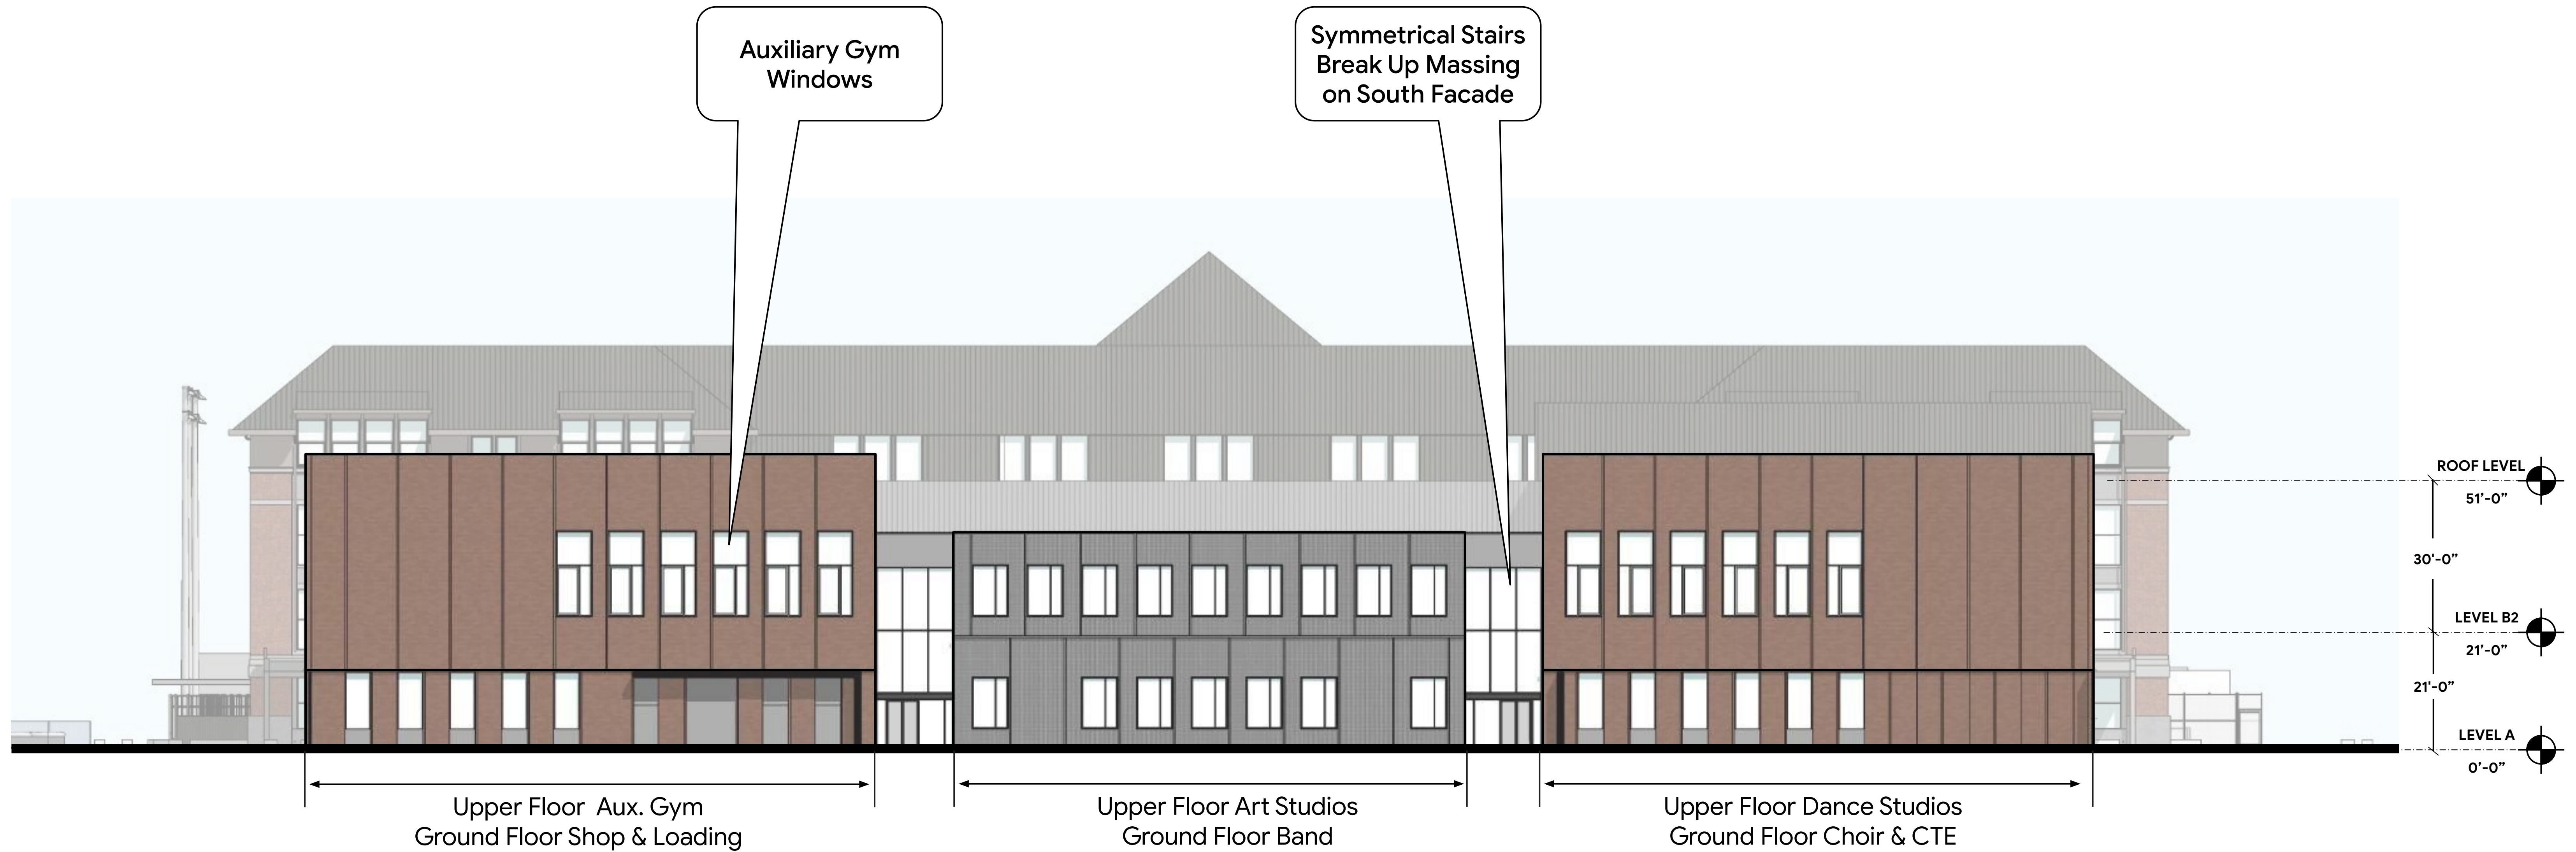 Auxiliary Gym
Windows
Symmetrical Stairs
Break Up Massing
on South Facade
ROOF LEVEL
51'-0"
30'-0"
LEVEL B2
21'-0"
21'-0"
LEVEL A
0'-0"
Upper Floor Aux. Gym
Ground Floor Shop & Loading
Upper Floor Art Studios
Ground Floor Band
Upper Floor Dance Studios
Ground Floor Choir & CTE